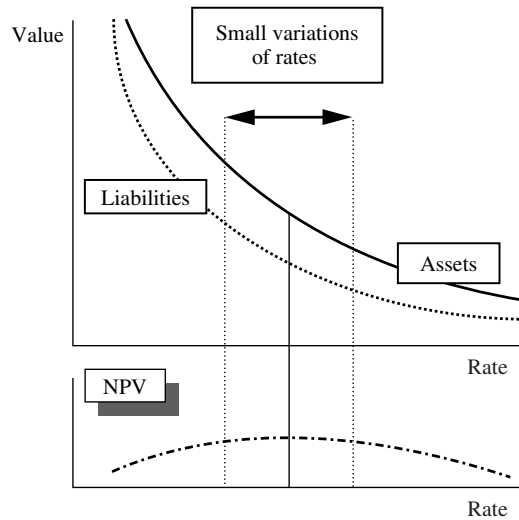 Value
Small variations
of rates
Liabilities
Assets
Rate
NPV
Rate